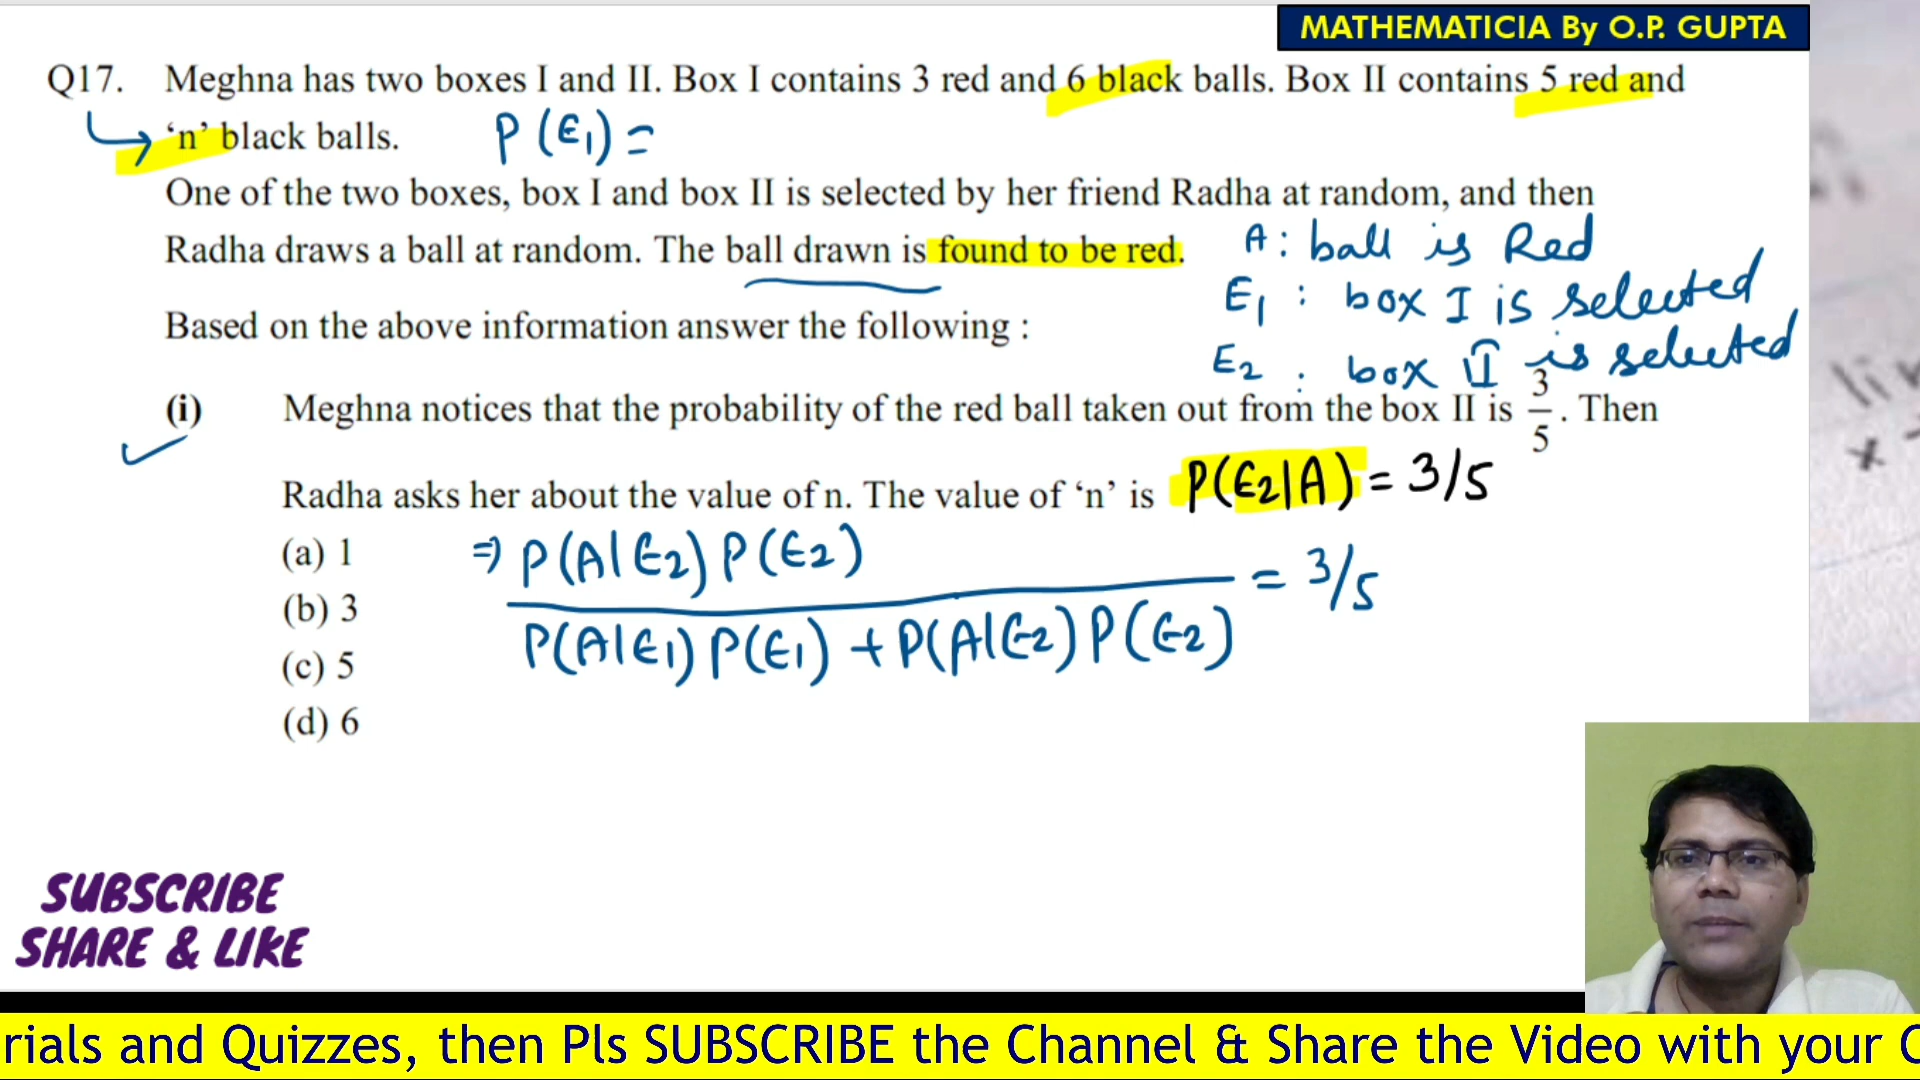 MATHEMATICIA By O.P. GUPTA
Q17. Meghna has two boxes I and II. Box I contains 3 red and 6 black balls. Box II contains 5 red and
‘n’ black balls. P(E1) =
One of the two boxes, box I and box II is selected by her friend Radha at random, and then
Radha draws a ball at random. The ball drawn is found to be red.
A : ball is Red
E1 : box I is selected
Based on the above information answer the following :
E2 : box II is selected
(i) Meghna notices that the probability of the red ball taken out from the box II is 3/5. Then
Radha asks her about the value of n. The value of ‘n’ is P(E2|A) = 3/5
(a) 1
(b) 3
(c) 5
(d) 6
⇒ P(A|E2) P(E2)
= 3/5
P(A|E1) P(E1) + P(A|E2) P(E2)
SUBSCRIBE
SHARE & LIKE
rials and Quizzes, then Pls SUBSCRIBE the Channel & Share the Video with your